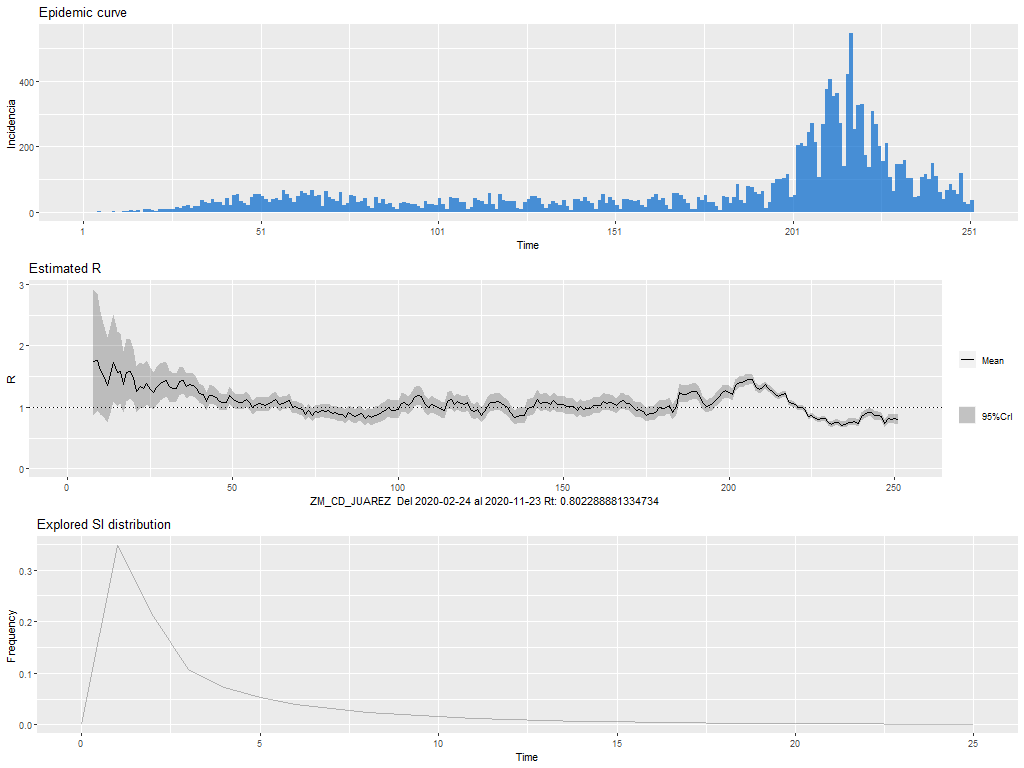 Epidemic curve
400
200
0
Incidencia
1 51 101 151 201 251
Time
Estimated R
3
2
1
0
R
Mean
95%CrI
0 50 100 150 200 250
ZM_CD_JUAREZ Del 2020-02-24 al 2020-11-23 Rt: 0.802288881334734
Explored SI distribution
0.3
0.2
0.1
0.0
Frequency
0 5 10 15 20 25
Time